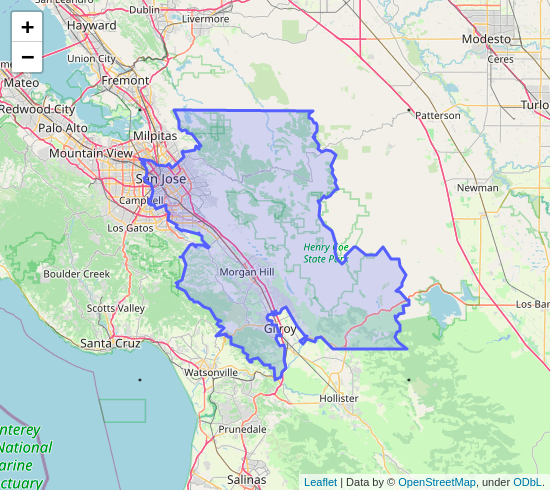 San Leandro
Dublin
Livermore
+
Hayward
−
Union City
Modesto
Ceres
Mateo
Fremont
Redwood City
Turlo
Patterson
Palo Alto
Milpitas
Mountain View
San Jose
Newman
Campbell
Los Gatos
Henry Coe
State Park
Boulder Creek
Morgan Hill
Scotts Valley
Los Ban
Gilroy
Santa Cruz
Watsonville
Hollister
Prunedale
nterey
National
arine
nctuary
Salinas
Leaflet | Data by © OpenStreetMap, under ODbL.